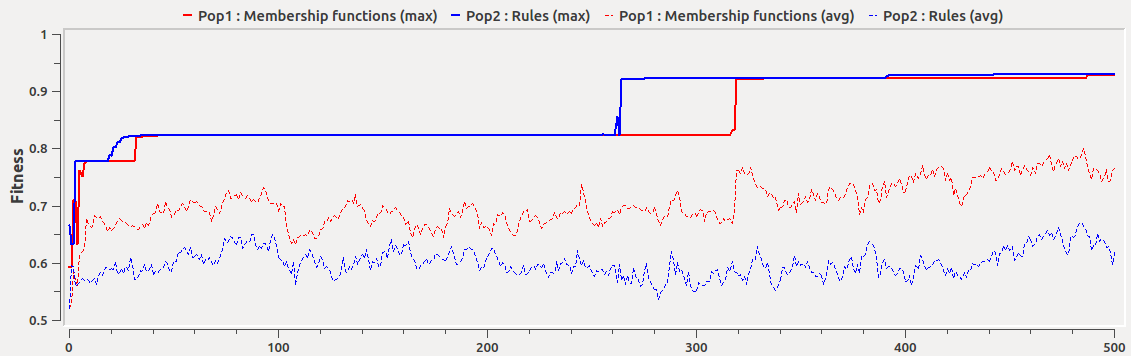 Pop1 : Membership functions (max) Pop2 : Rules (max) Pop1 : Membership functions (avg) Pop2 : Rules (avg)
1
0.9
0.8
0.7
0.6
0.5
Fitness
0 100 200 300 400 500